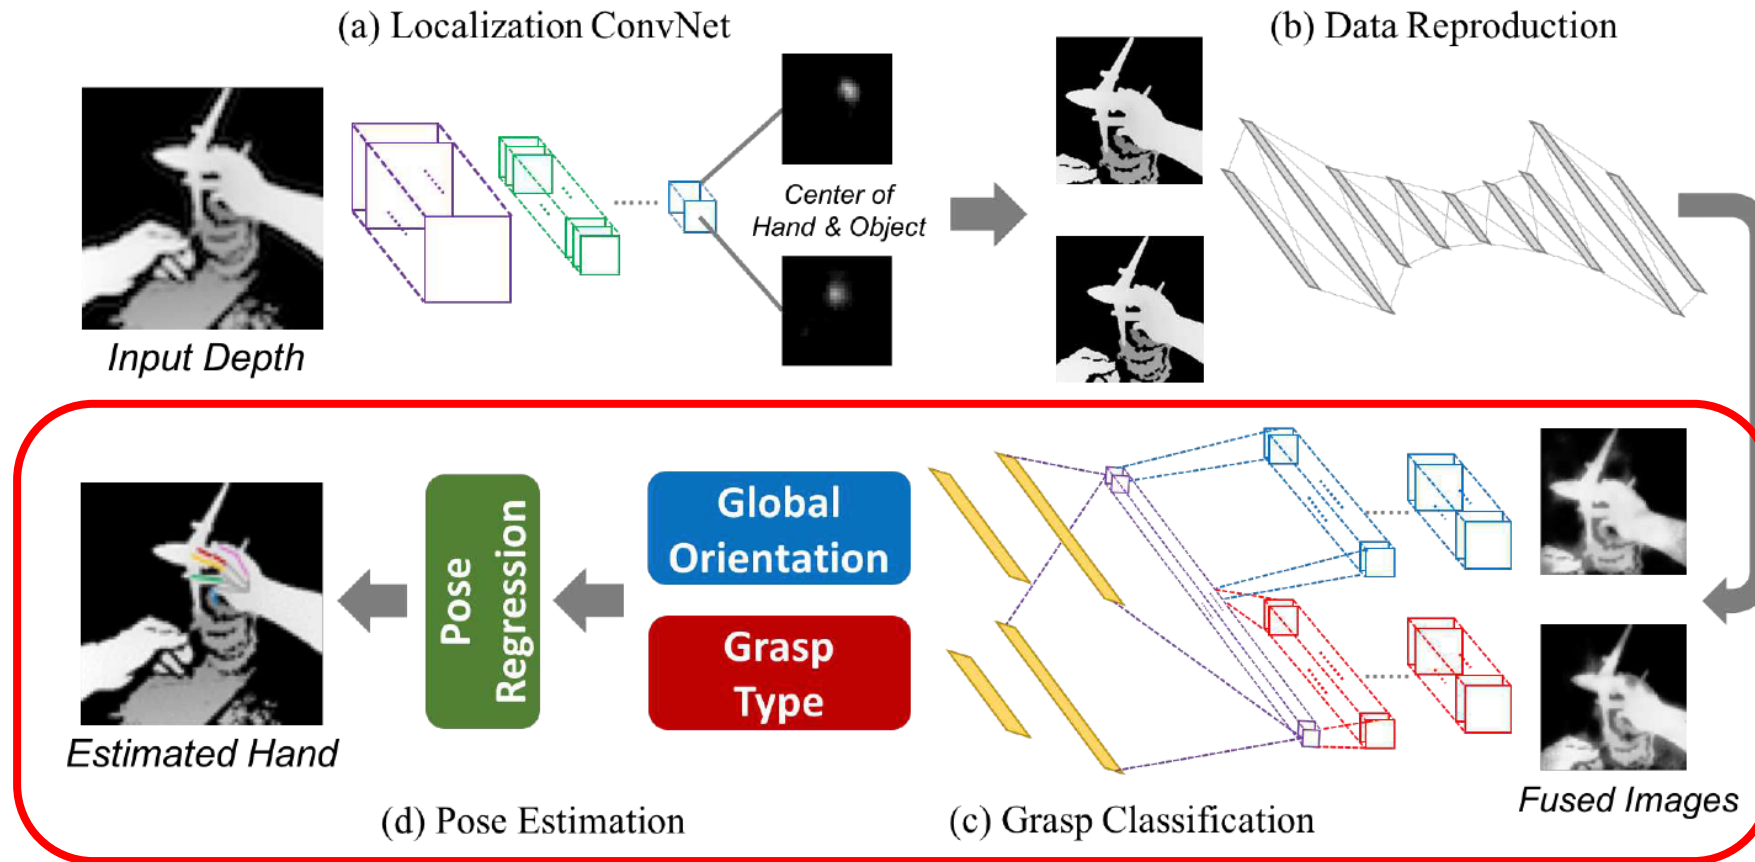 (a) Localization ConvNet
(b) Data Reproduction
Input Depth
Center of
Hand & Object
Estimated Hand
Pose
Regression
Global
Orientation
Grasp
Type
Fused Images
(d) Pose Estimation
(c) Grasp Classification